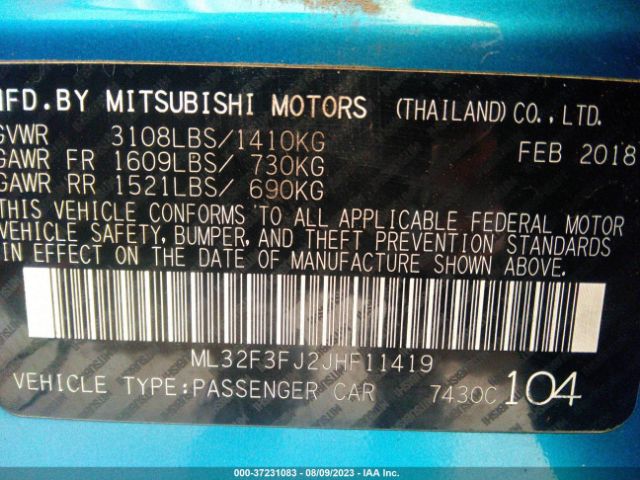 MFD.BY MITSUBISHI MOTORS (THAILAND) CO.,LTD.
GVWR 3108LBS/1410KG FEB 2018
GAWR FR 1609LBS/ 730KG
GAWR RR 1521LBS/ 690KG
THIS VEHICLE CONFORMS TO ALL APPLICABLE FEDERAL MOTOR
VEHICLE SAFETY, BUMPER, AND THEFT PREVENTION STANDARDS
IN EFFECT ON THE DATE OF MANUFACTURE SHOWN ABOVE.
ML32F3FJ2JHF11419
VEHICLE TYPE:PASSENGER CAR 7430C 104
000-37231083 - 08/09/2023 - IAA Inc.